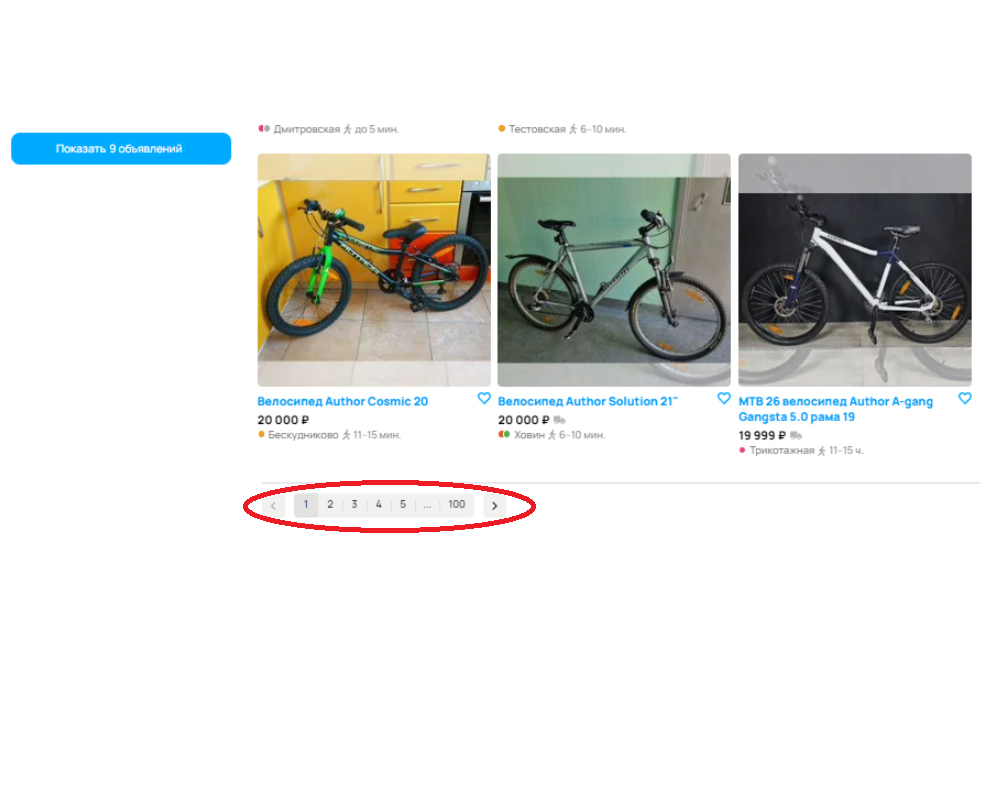 Дмитровская до 5 мин.
Тестовская 6–10 мин.
Показать 9 объявлений
Велосипед Author Cosmic 20
20 000 ₽
Бескудниково 11–15 мин.
Велосипед Author Solution 21"
20 000 ₽
Ховин 6–10 мин.
MTB 26 велосипед Author A-gang
Gangsta 5.0 рама 19
19 999 ₽
Трикотажная 11–15 ч.
< 1 2 3 4 5 ... 100 >